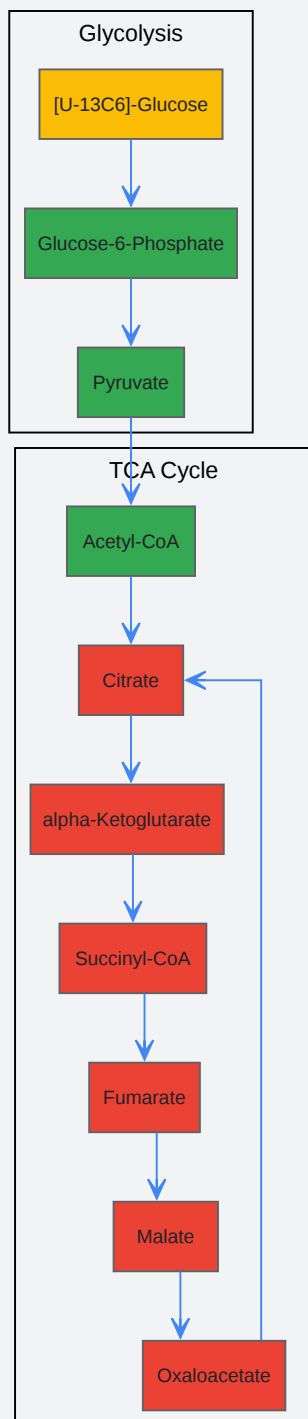 Glycolysis
[U-13C6]-Glucose
Glucose-6-Phosphate
Pyruvate
TCA Cycle
Acetyl-CoA
Citrate
alpha-Ketoglutarate
Succinyl-CoA
Fumarate
Malate
Oxaloacetate